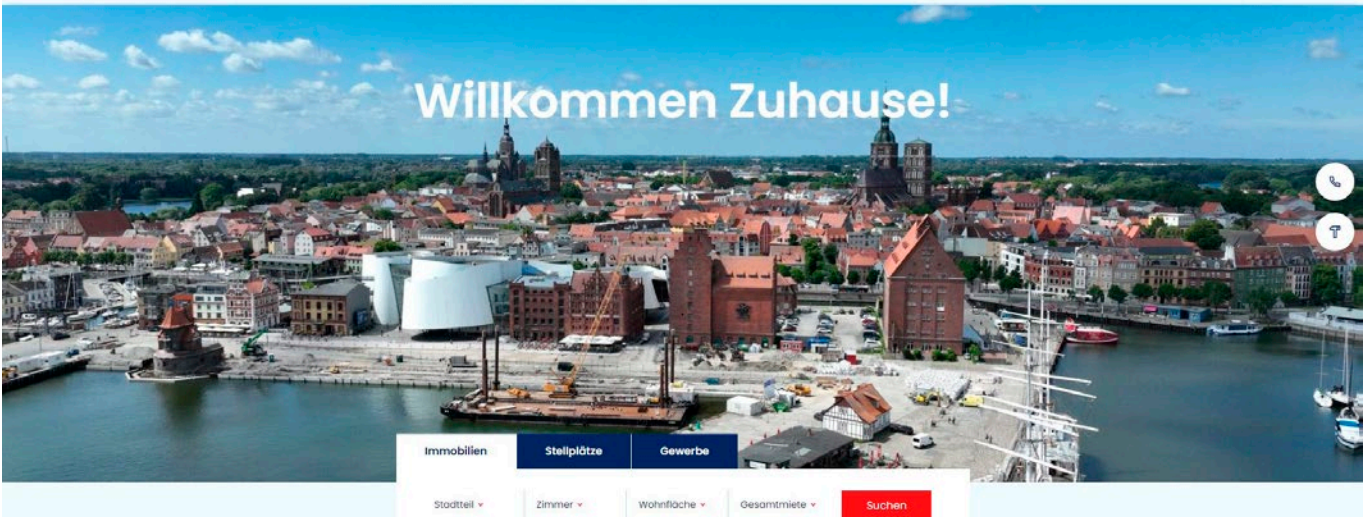 Willkommen Zuhause!
Immobilien
Stellplätze
Gewerbe
Stadtteil
Zimmer
Wohnfläche
Gesamtmiete
Suchen